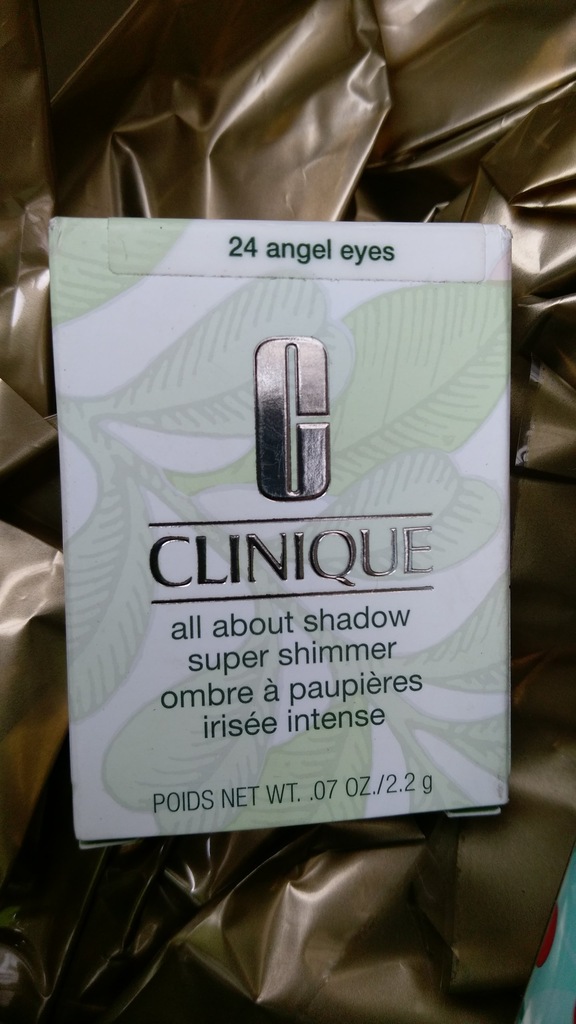 24 angel eyes
C
CLINIQUE
all about shadow
super shimmer
ombre à paupières
irisée intense
POIDS NET WT. .07 OZ./2.2 g